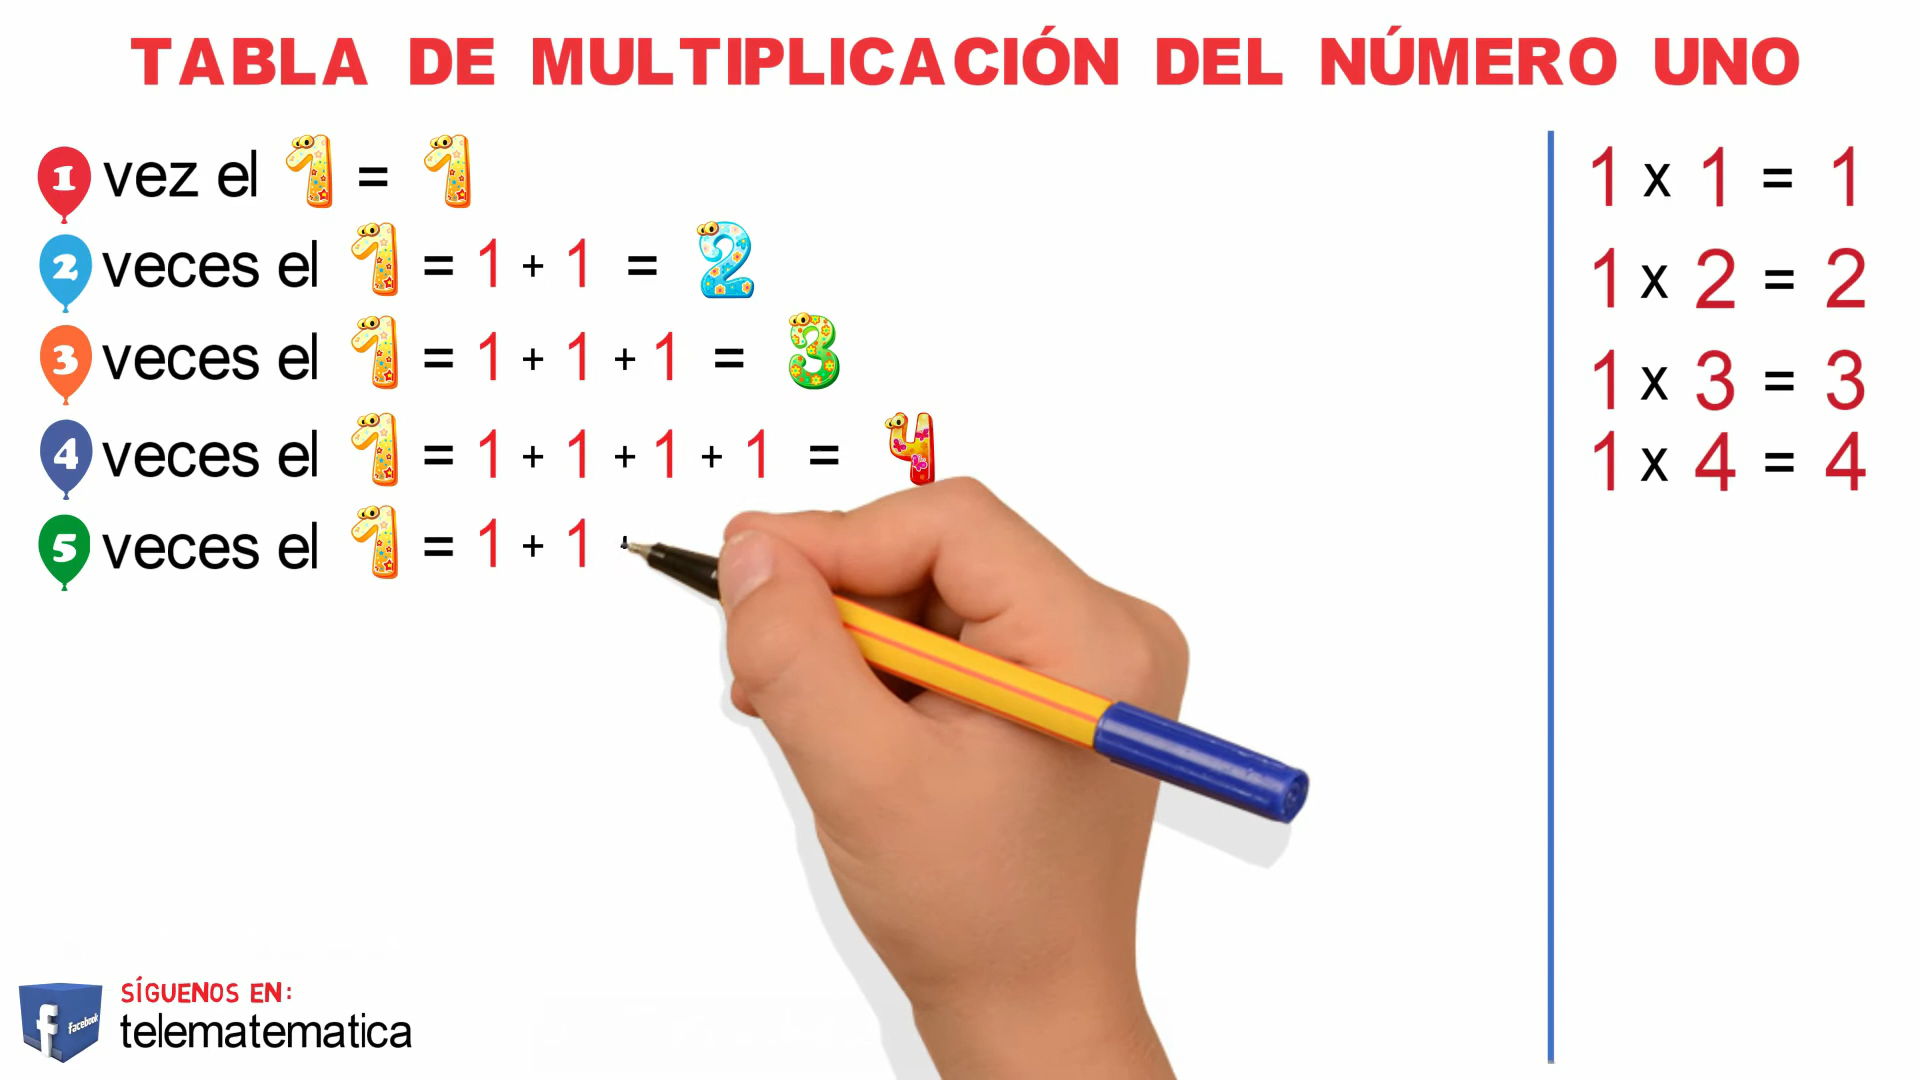 TABLA DE MULTIPLICACIÓN DEL NÚMERO UNO
1 vez el 1 = 1
2 veces el 1 = 1 + 1 = 2
3 veces el 1 = 1 + 1 + 1 = 3
4 veces el 1 = 1 + 1 + 1 + 1 = 4
5 veces el 1 = 1 + 1 +
1 x 1 = 1
1 x 2 = 2
1 x 3 = 3
1 x 4 = 4
SÍGUENOS EN:
facebook
telematematica